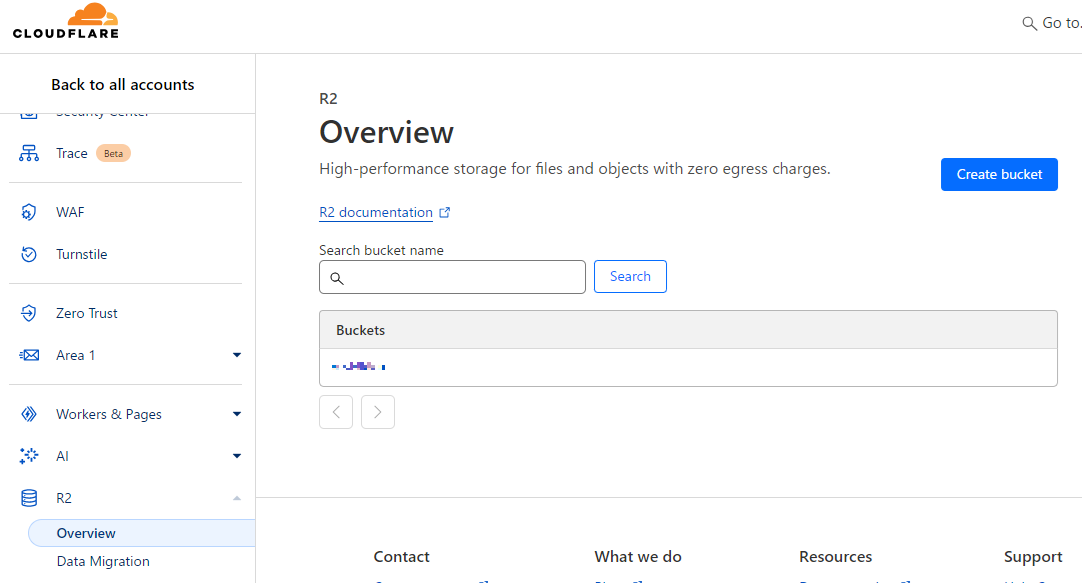 CLOUDFLARE
Go to.
Back to all accounts
Security Center
Trace Beta
WAF
Turnstile
Zero Trust
Area 1
Workers & Pages
AI
R2
Overview
Data Migration
R2
Overview
High-performance storage for files and objects with zero egress charges.
Create bucket
R2 documentation
Search bucket name
Search
Buckets
Contact
What we do
Resources
Support